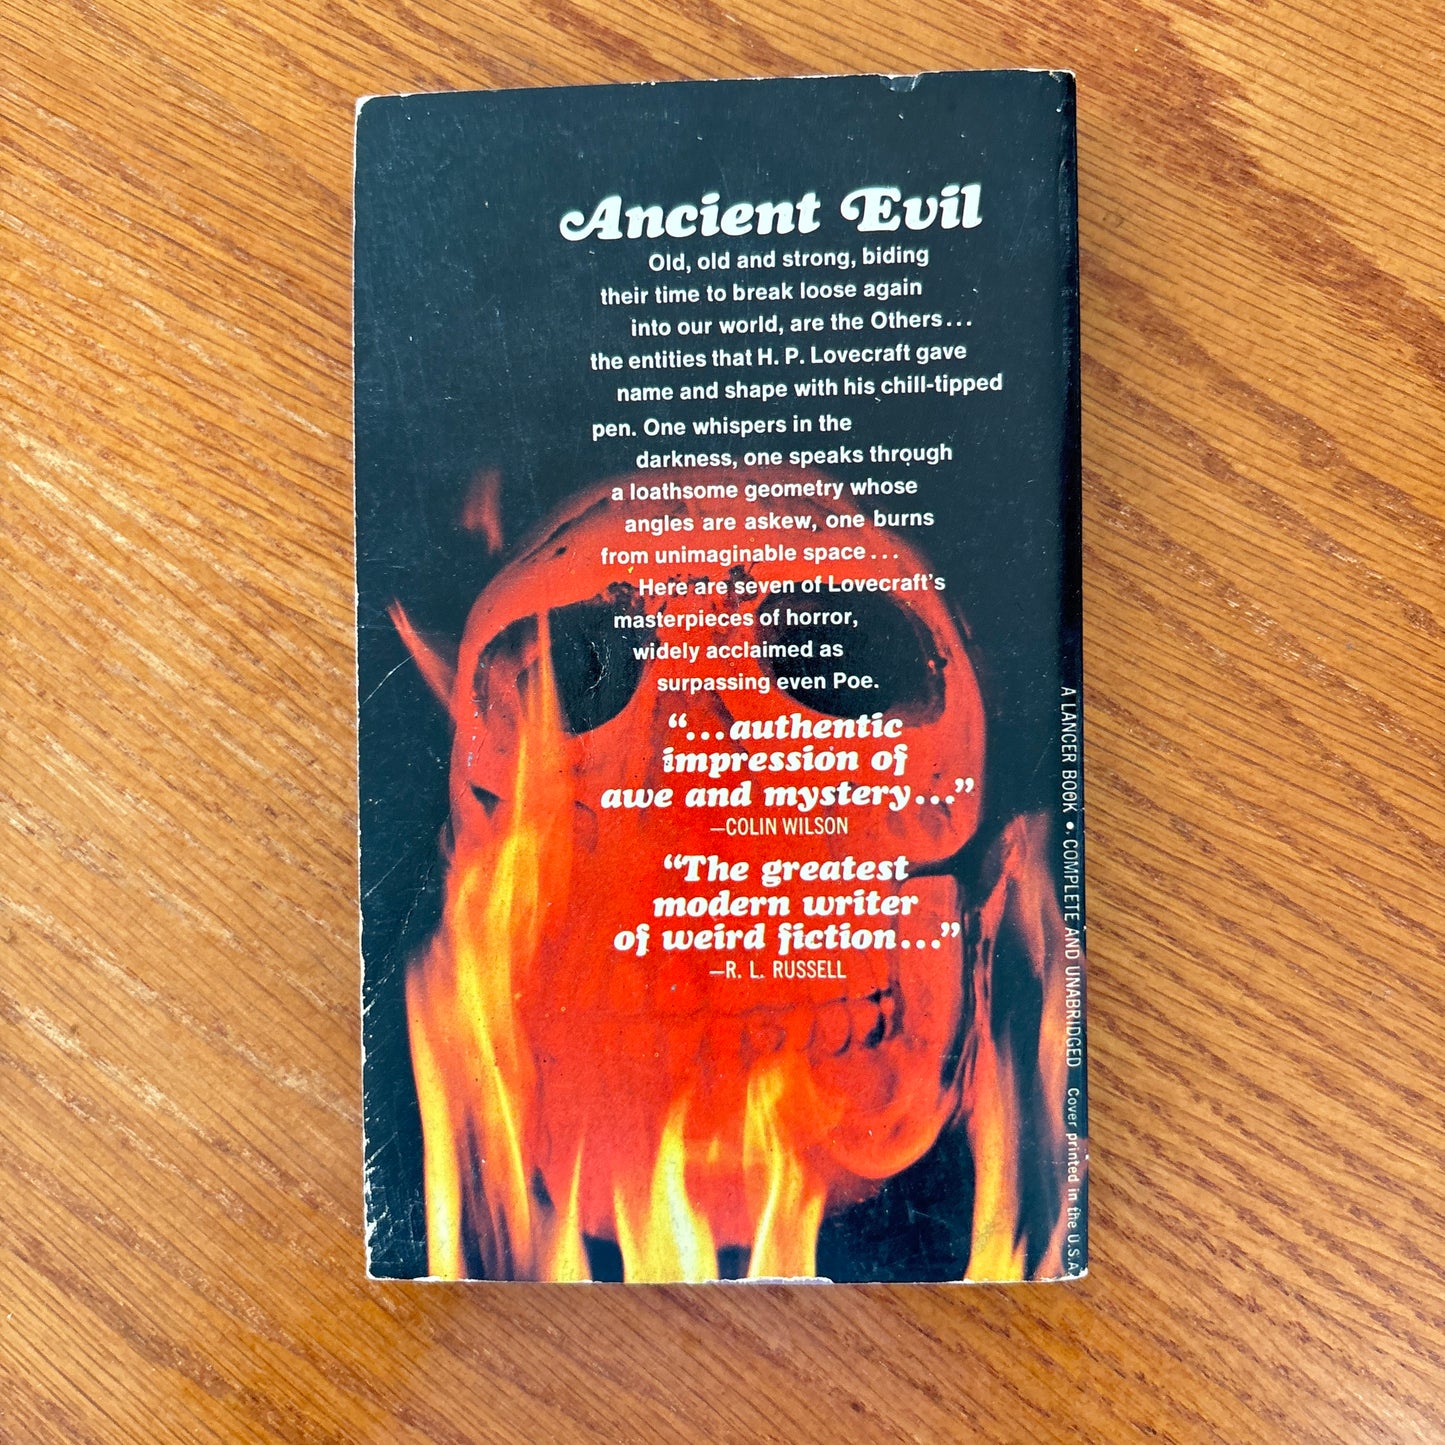 Ancient Evil
Old, old and strong, biding
their time to break loose again
into our world, are the Others...
the entities that H. P. Lovecraft gave
name and shape with his chill-tipped
pen. One whispers in the
darkness, one speaks through
a loathsome geometry whose
angles are askew, one burns
from unimaginable space...
Here are seven of Lovecraft's
masterpieces of horror,
widely acclaimed as
surpassing even Poe.
“...authentic
impression of
awe and mystery...”
—COLIN WILSON
“The greatest
modern writer
of weird fiction...”
—R. L. RUSSELL
A LANCER BOOK • COMPLETE AND UNABRIDGED Cover printed in the U.S.A.